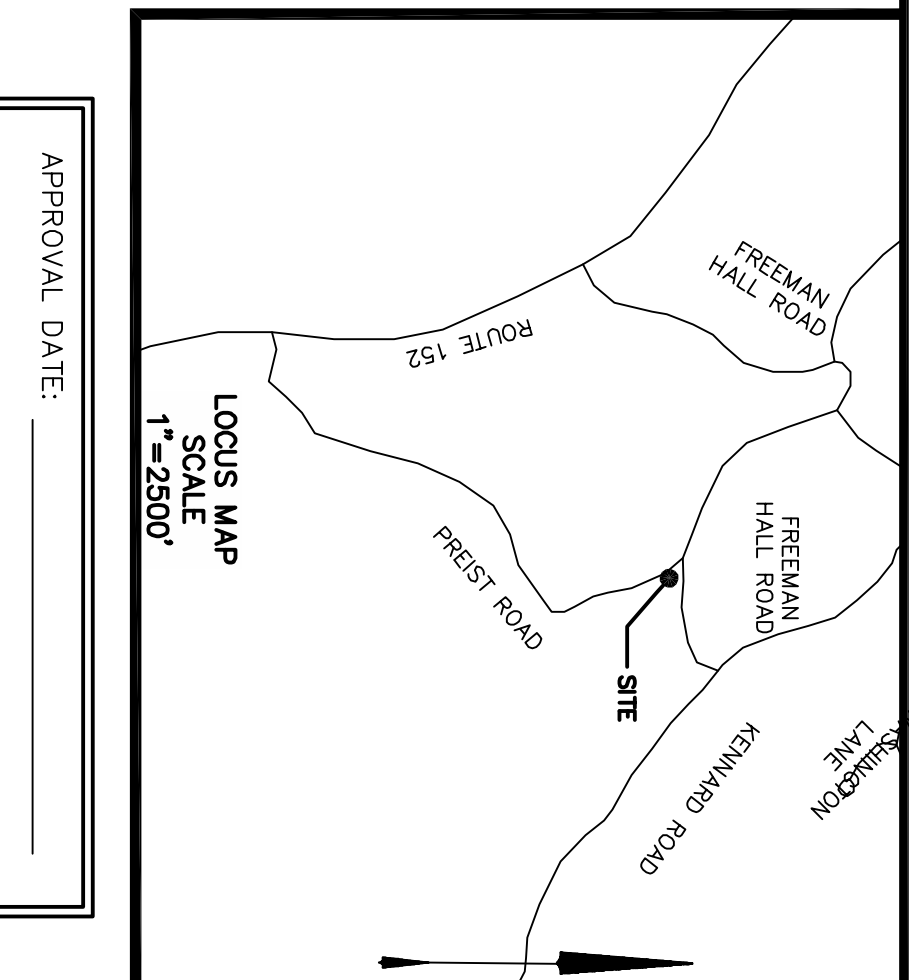 FREEMAN
HALL ROAD
ROUTE 152
LOCUS MAP
SCALE
1"=2500'
PREIST ROAD
FREEMAN
HALL ROAD
SITE
KENNARD ROAD
LANE
APPROVAL DATE: